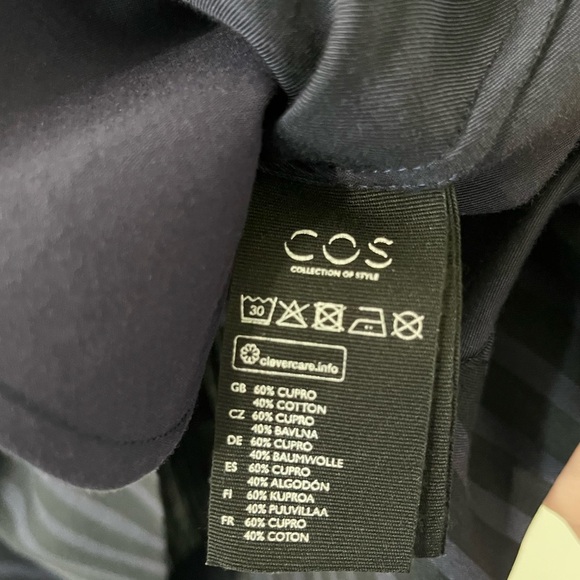 COS
COLLECTION OF STYLE
30
clevercare.info
GB 60% CUPRO
40% COTTON
CZ 60% CUPRO
40% BAVLNA
DE 60% CUPRO
40% BAUMWOLLE
ES 60% CUPRO
40% ALGODÓN
FI 60% KUPROA
40% PUUVILLAA
FR 60% CUPRO
40% COTON